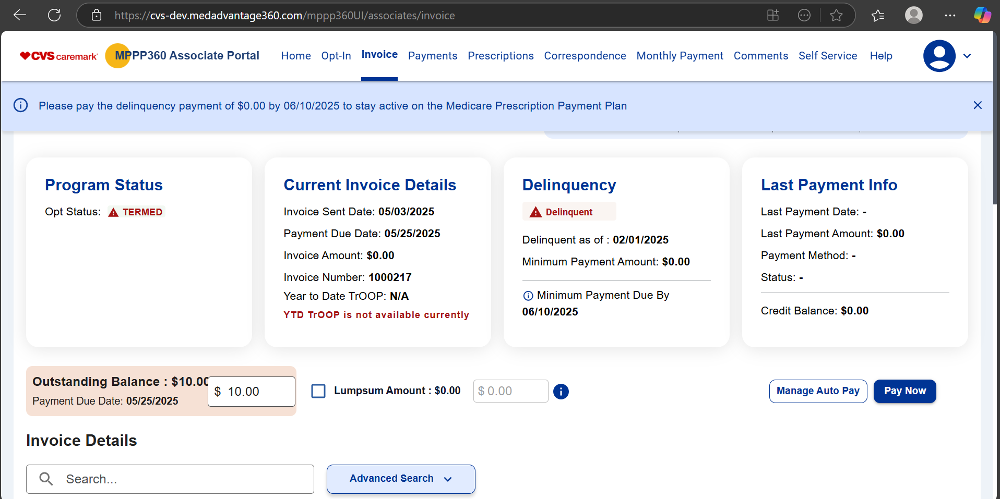 https://cvs-dev.medadvantage360.com/mppp360UI/associates/invoice
CVS caremark
MPPP360 Associate Portal
Home Opt-In Invoice Payments Prescriptions Correspondence Monthly Payment Comments Self Service Help
Please pay the delinquency payment of $0.00 by 06/10/2025 to stay active on the Medicare Prescription Payment Plan
Program Status
Opt Status: TERMED
Current Invoice Details
Invoice Sent Date: 05/03/2025
Payment Due Date: 05/25/2025
Invoice Amount: $0.00
Invoice Number: 1000217
Year to Date TrOOP: N/A
YTD TrOOP is not available currently
Delinquency
Delinquent
Delinquent as of : 02/01/2025
Minimum Payment Amount: $0.00
Minimum Payment Due By
06/10/2025
Last Payment Info
Last Payment Date: -
Last Payment Amount: $0.00
Payment Method: -
Status: -
Credit Balance: $0.00
Outstanding Balance : $10.00
Payment Due Date: 05/25/2025
$ 10.00
Lumpsum Amount : $0.00
$ 0.00
Manage Auto Pay
Pay Now
Invoice Details
Search...
Advanced Search